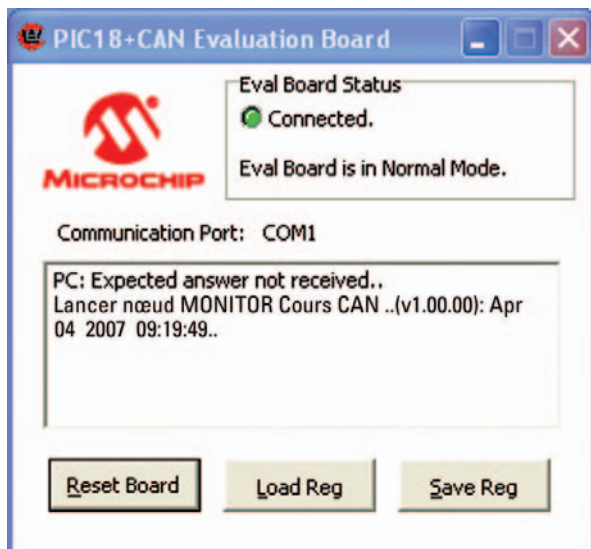 PIC18+CAN Evaluation Board
Eval Board Status
Connected.
MICROCHIP
Eval Board is in Normal Mode.
Communication Port: COM1
PC: Expected answer not received..
Lancer nœud MONITOR Cours CAN ..(v1.00.00): Apr
04 2007 09:19:49..
Reset Board
Load Reg
Save Reg